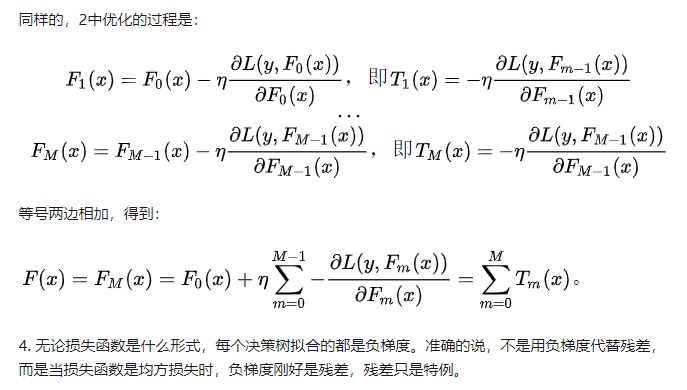 同样的，2中优化的过程是：
$F_1(x) = F_0(x) - \eta \frac{\partial L(y, F_0(x))}{\partial F_0(x)}$，即$T_1(x) = -\eta \frac{\partial L(y, F_{m-1}(x))}{\partial F_{m-1}(x)}$
$\cdots$
$F_M(x) = F_{M-1}(x) - \eta \frac{\partial L(y, F_{M-1}(x))}{\partial F_{M-1}(x)}$，即$T_M(x) = -\eta \frac{\partial L(y, F_{M-1}(x))}{\partial F_{M-1}(x)}$
等号两边相加，得到：
$F(x) = F_M(x) = F_0(x) + \eta \sum_{m=0}^{M-1} -\frac{\partial L(y, F_m(x))}{\partial F_m(x)} = \sum_{m=0}^{M} T_m(x)$。
4. 无论损失函数是什么形式，每个决策树拟合的都是负梯度。准确的说，不是用负梯度代替残差，
而是当损失函数是均方损失时，负梯度刚好是残差，残差只是特例。